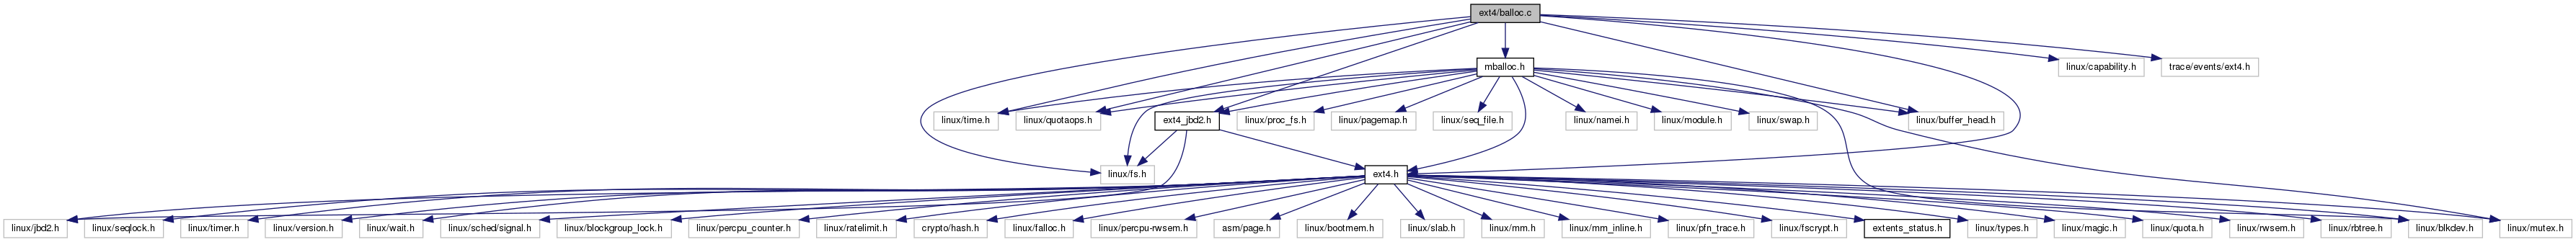 ext4/balloc.c
mballoc.h
linux/capability.h
trace/events/ext4.h
linux/time.h
linux/quotaops.h
ext4_jbd2.h
linux/proc_fs.h
linux/pagemap.h
linux/seq_file.h
linux/namei.h
linux/module.h
linux/swap.h
linux/buffer_head.h
linux/fs.h
ext4.h
linux/jbd2.h
linux/seqlock.h
linux/timer.h
linux/version.h
linux/wait.h
linux/sched/signal.h
linux/blockgroup_lock.h
linux/percpu_counter.h
linux/ratelimit.h
crypto/hash.h
linux/falloc.h
linux/percpu-rwsem.h
asm/page.h
linux/bootmem.h
linux/slab.h
linux/mm.h
linux/mm_inline.h
linux/pfn_trace.h
linux/fscrypt.h
extents_status.h
linux/types.h
linux/magic.h
linux/quota.h
linux/rwsem.h
linux/rbtree.h
linux/blkdev.h
linux/mutex.h